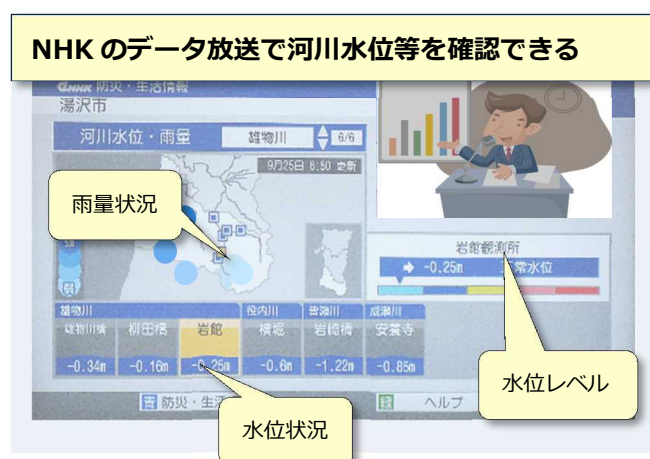 NHK のデータ放送で河川水位等を確認できる
NHK 防災・生活情報
湯沢市
河川水位・雨量 雄物川 6/6
9月25日 6:50 更新
雨量状況
岩館観測所
-0.25m 常水位
雄物川 役内川 皆瀬川 成瀬川
雄物川橋 柳田橋 岩館 横堀 岩崎橋 安養寺
-0.34m -0.16m -0.25m -0.6m -1.22m -0.85m
水位レベル
青 防災・生活 緑 ヘルプ
水位状況